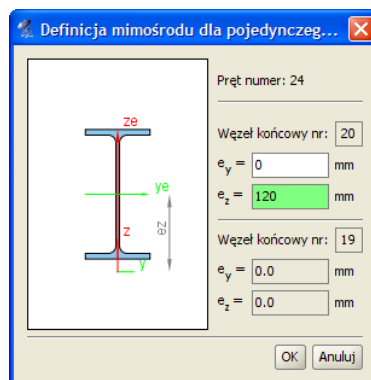 Definicja mimośrodu dla pojedynczeg...
Pręt numer: 24
ze
ye
ez
z
y
Węzeł końcowy nr: 20
ey = 0 mm
ez = 120 mm
Węzeł końcowy nr: 19
ey = 0.0 mm
ez = 0.0 mm
OK Anuluj